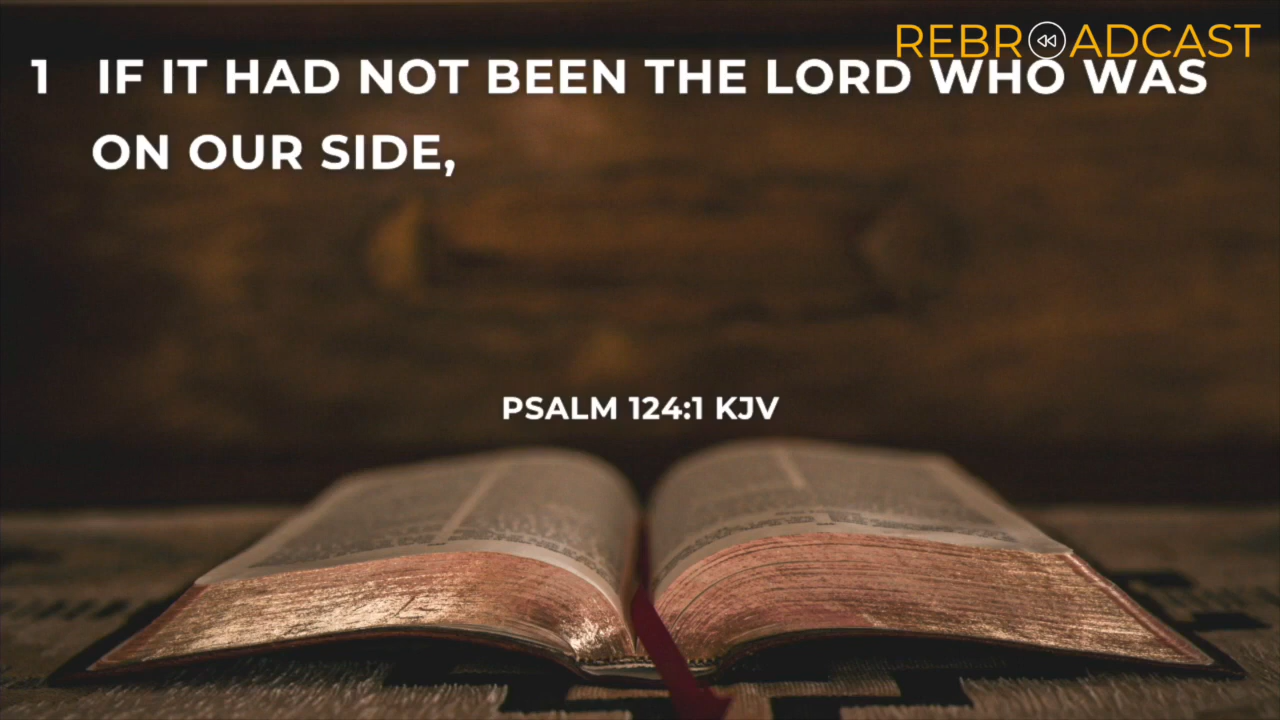 REBROADCAST
1 IF IT HAD NOT BEEN THE LORD WHO WAS
ON OUR SIDE,
PSALM 124:1 KJV